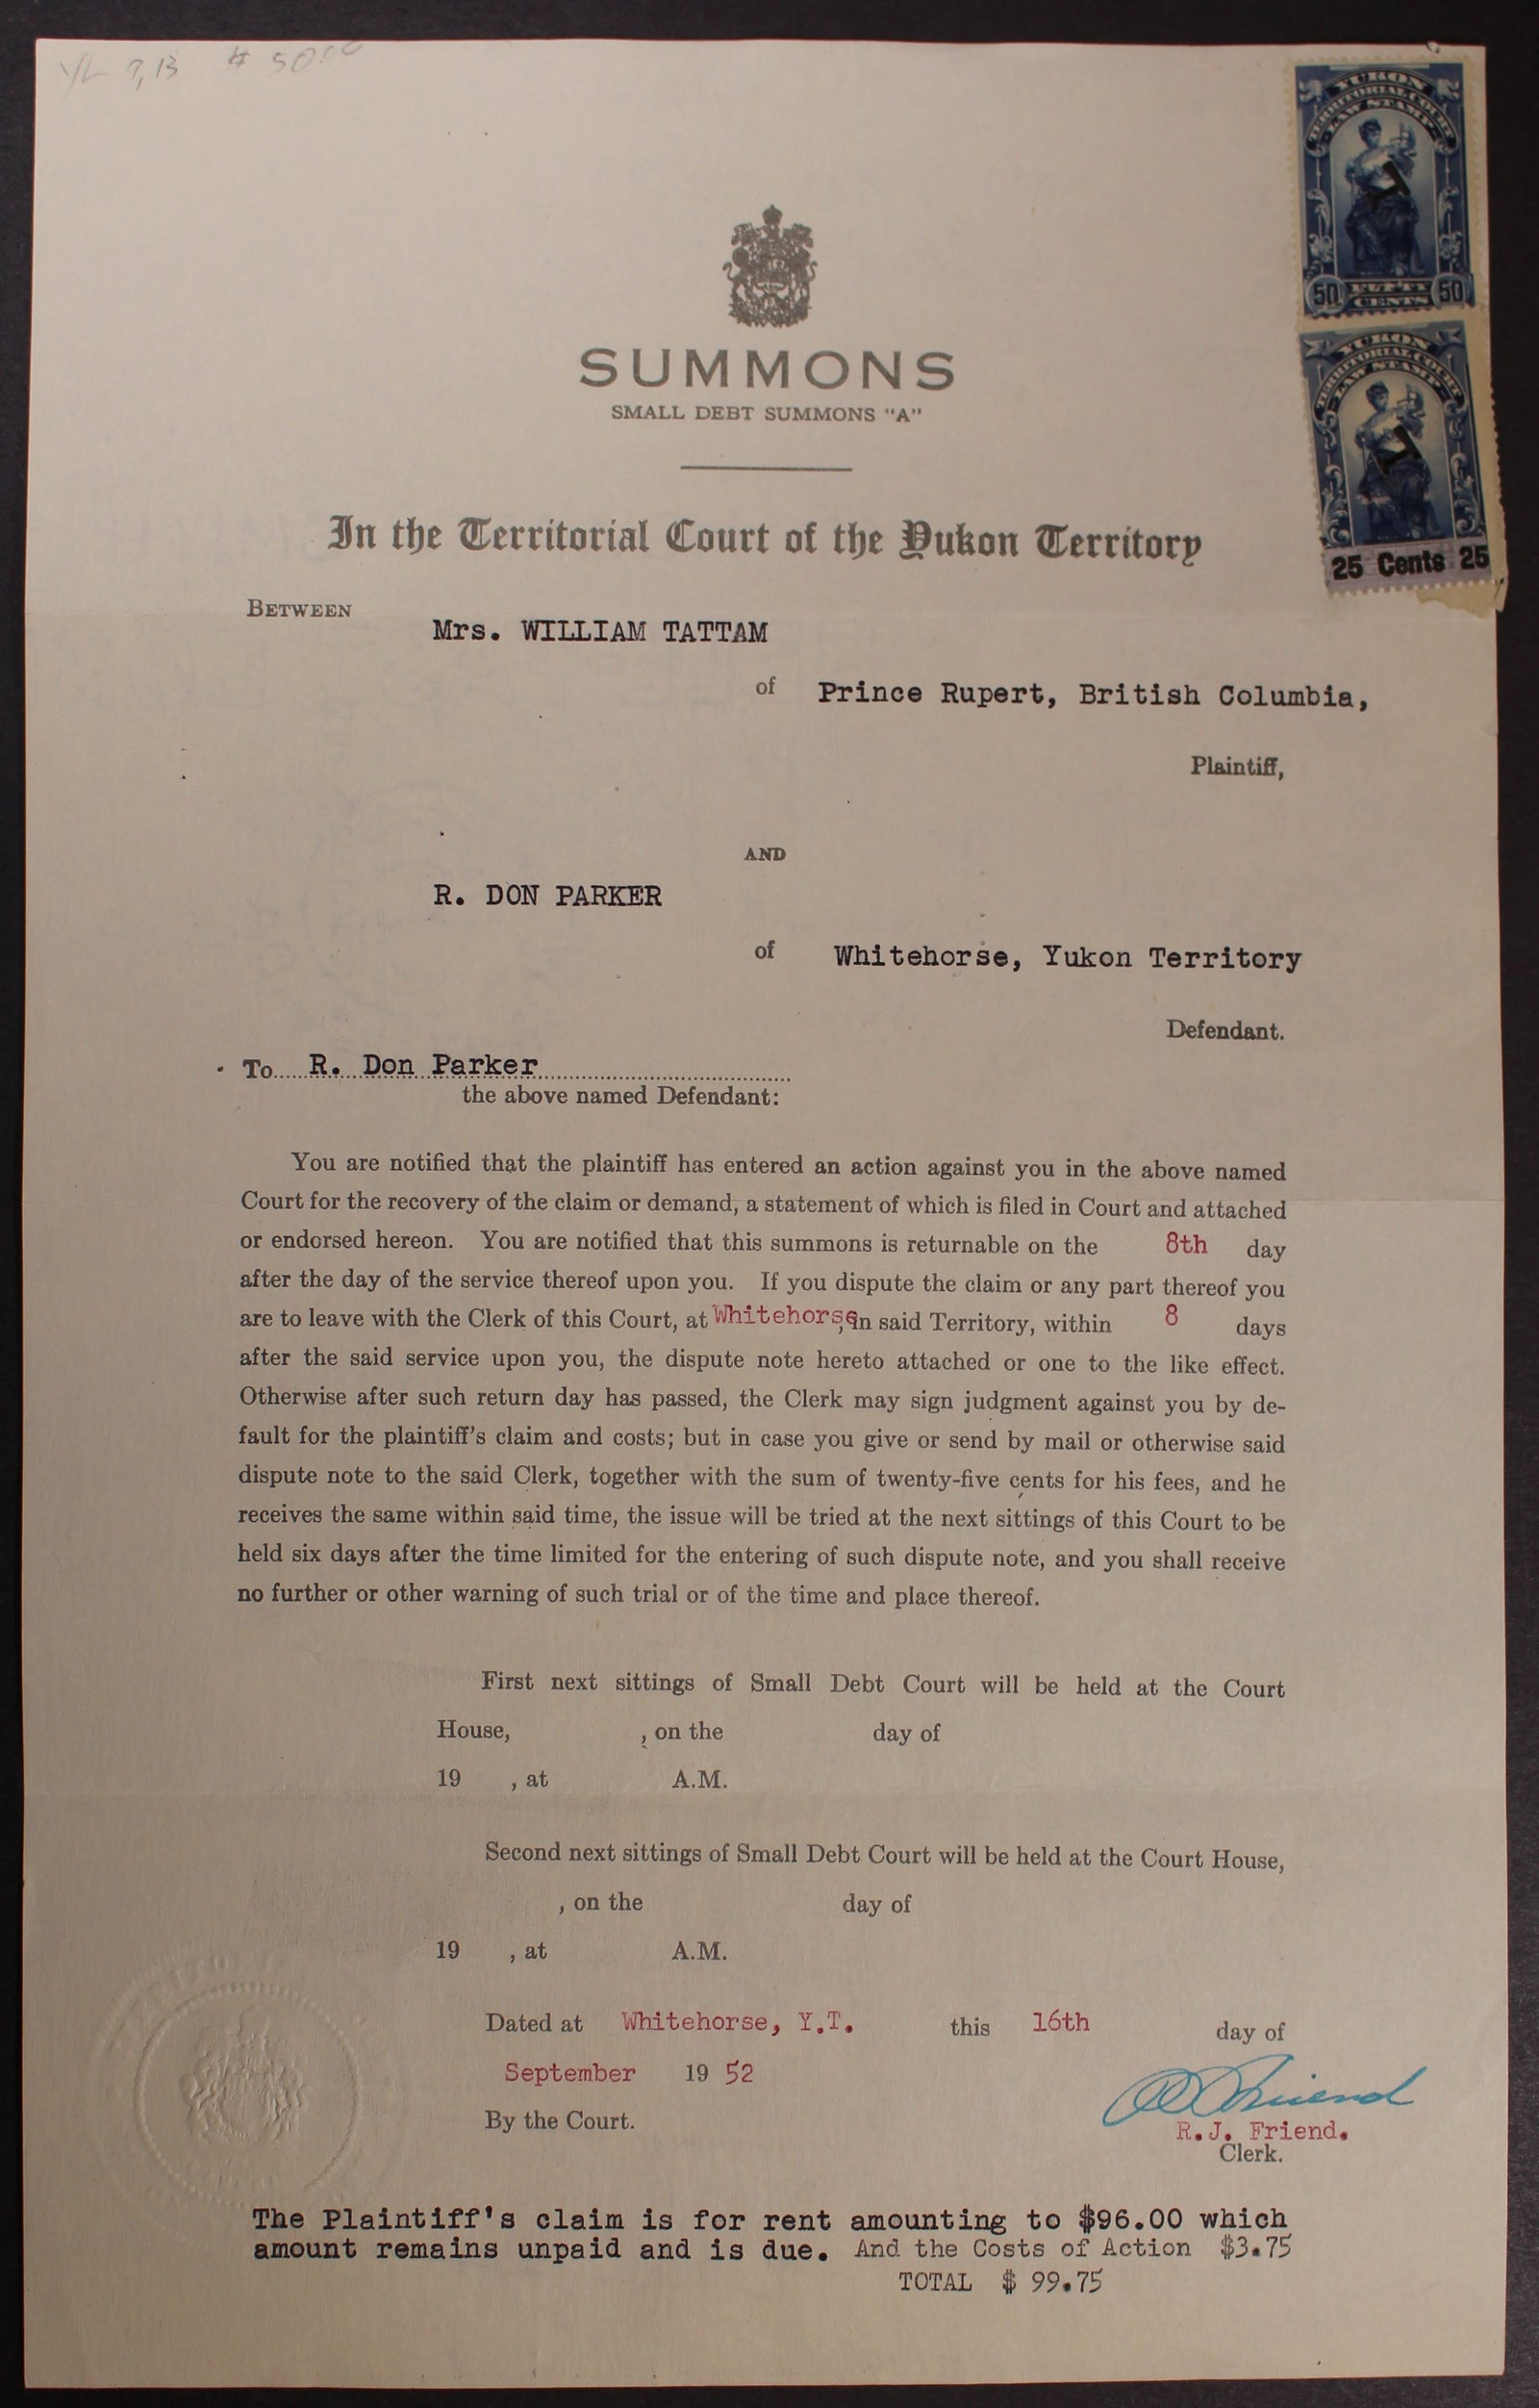 YL 7, 13 # 50.00
YUKON
TERRITORIAL COURT
LAW STAMP
50 FIFTY CENTS 50
YUKON
TERRITORIAL COURT
LAW STAMP
25 Cents 25
SUMMONS
SMALL DEBT SUMMONS "A"
In the Territorial Court of the Yukon Territory
BETWEEN
Mrs. WILLIAM TATTAM
of Prince Rupert, British Columbia,
Plaintiff,
AND
R. DON PARKER
of Whitehorse, Yukon Territory
Defendant.
To R. Don Parker
the above named Defendant:
You are notified that the plaintiff has entered an action against you in the above named
Court for the recovery of the claim or demand, a statement of which is filed in Court and attached
or endorsed hereon. You are notified that this summons is returnable on the 8th day
after the day of the service thereof upon you. If you dispute the claim or any part thereof you
are to leave with the Clerk of this Court, at Whitehorse, in said Territory, within 8 days
after the said service upon you, the dispute note hereto attached or one to the like effect.
Otherwise after such return day has passed, the Clerk may sign judgment against you by de-
fault for the plaintiff's claim and costs; but in case you give or send by mail or otherwise said
dispute note to the said Clerk, together with the sum of twenty-five cents for his fees, and he
receives the same within said time, the issue will be tried at the next sittings of this Court to be
held six days after the time limited for the entering of such dispute note, and you shall receive
no further or other warning of such trial or of the time and place thereof.
First next sittings of Small Debt Court will be held at the Court
House, , on the day of
19 , at A.M.
Second next sittings of Small Debt Court will be held at the Court House,
, on the day of
19 , at A.M.
Dated at Whitehorse, Y.T. this 16th day of
September 19 52
By the Court.
R.J. Friend.
Clerk.
The Plaintiff's claim is for rent amounting to $96.00 which
amount remains unpaid and is due. And the Costs of Action $3.75
TOTAL $ 99.75